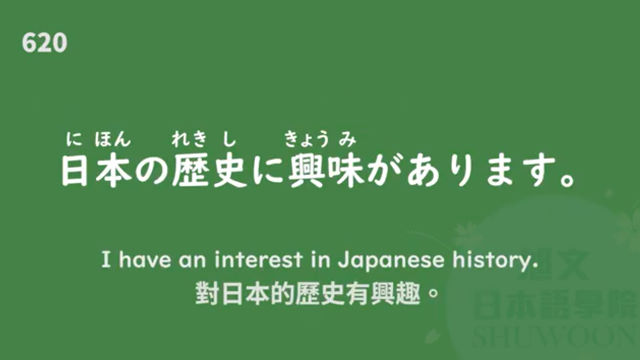 620
に ほん れき し きょう み
日本の歴史に興味があります。
I have an interest in Japanese history.
對日本的歷史有興趣。
文
日本語學院
SHUWOON